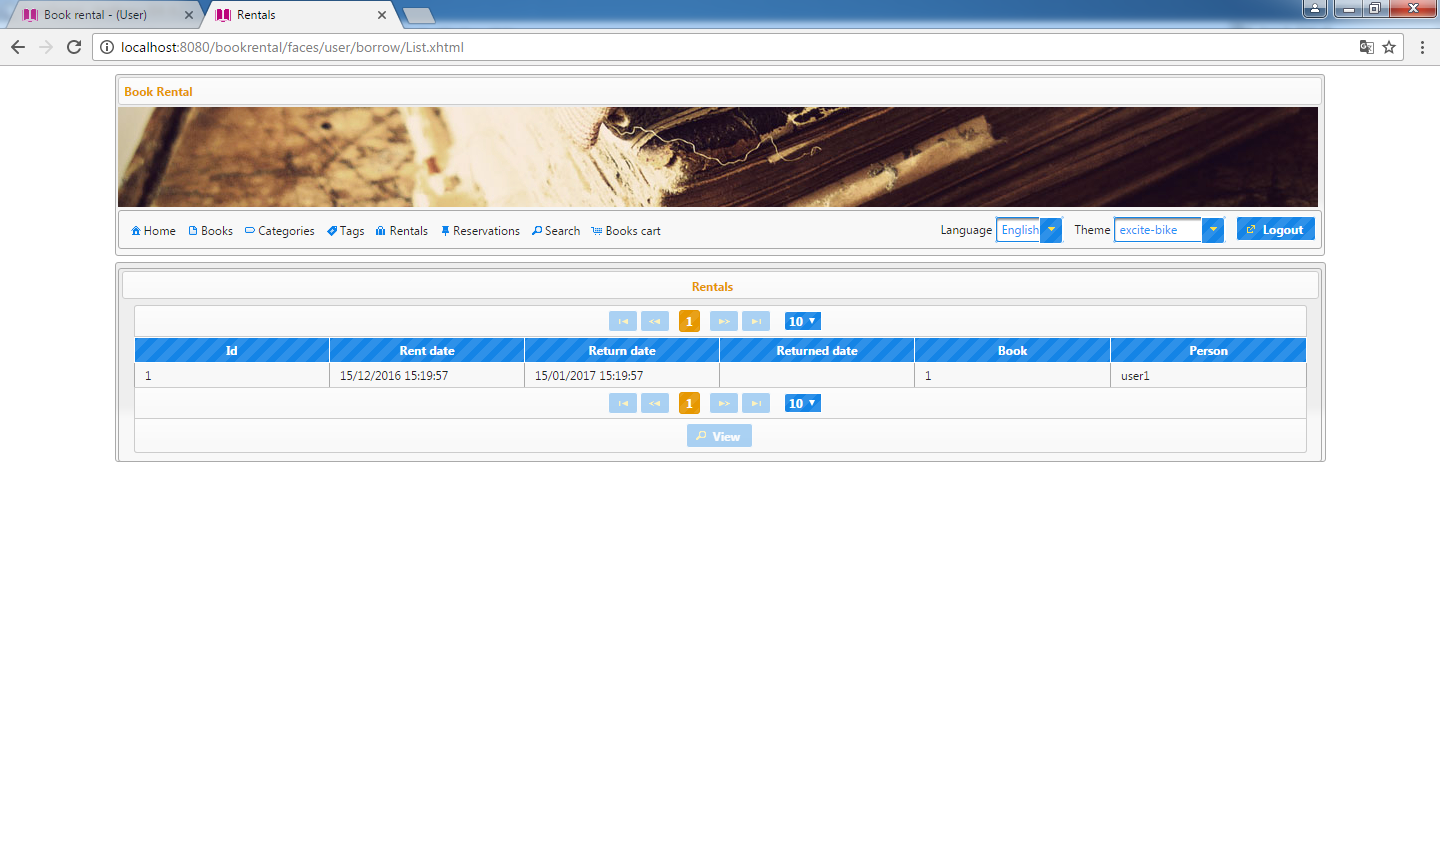 Book rental - (User)
Rentals
localhost:8080/bookrental/faces/user/borrow/List.xhtml
Book Rental
Home Books Categories Tags Rentals Reservations Search Books cart Language English Theme excite-bike Logout
Rentals
1 10
Id Rent date Return date Returned date Book Person
1 15/12/2016 15:19:57 15/01/2017 15:19:57 1 user1
1 10
View